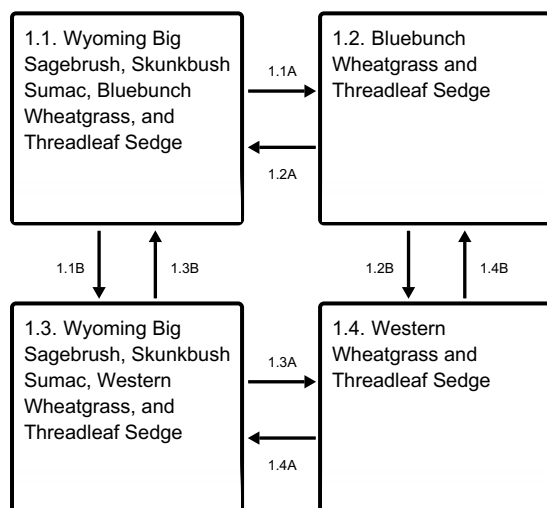 1.1. Wyoming Big
Sagebrush, Skunkbush
Sumac, Bluebunch
Wheatgrass, and
Threadleaf Sedge
1.1A
1.2A
1.2. Bluebunch
Wheatgrass and
Threadleaf Sedge
1.1B
1.3B
1.2B
1.4B
1.3. Wyoming Big
Sagebrush, Skunkbush
Sumac, Western
Wheatgrass, and
Threadleaf Sedge
1.3A
1.4A
1.4. Western
Wheatgrass and
Threadleaf Sedge